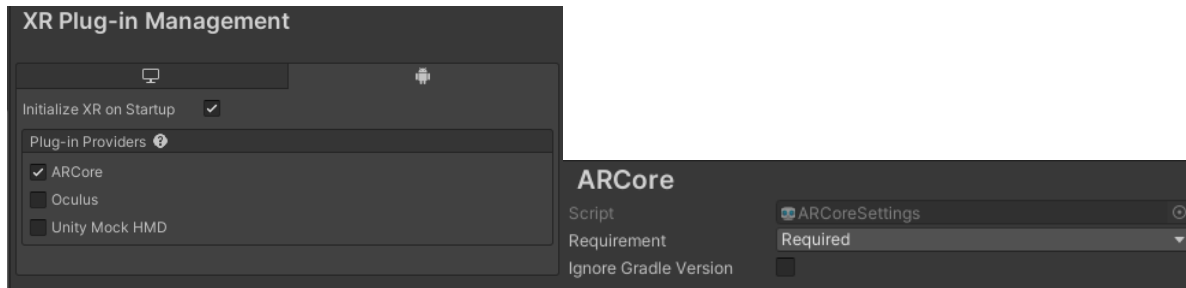 XR Plug-in Management
Initialize XR on Startup
Plug-in Providers
ARCore
Oculus
Unity Mock HMD
ARCore
Script ARCoreSettings
Requirement Required
Ignore Gradle Version